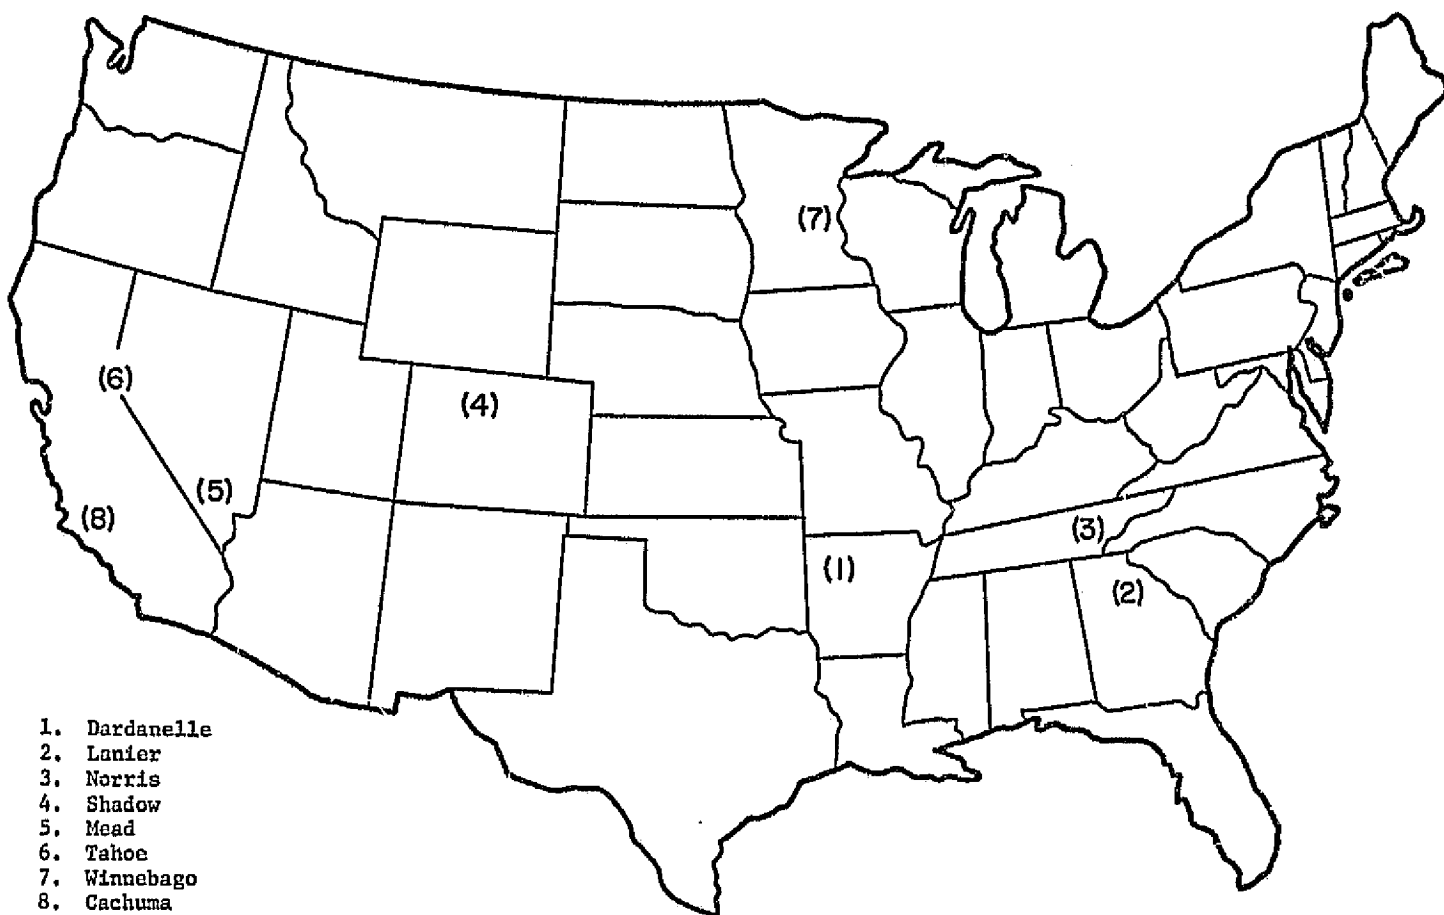 (7)
(6)
(4)
(5)
(8)
(3)
(1)
(2)
1. Dardanelle
2. Lanier
3. Norris
4. Shadow
5. Mead
6. Tahoe
7. Winnebago
8. Cachuma